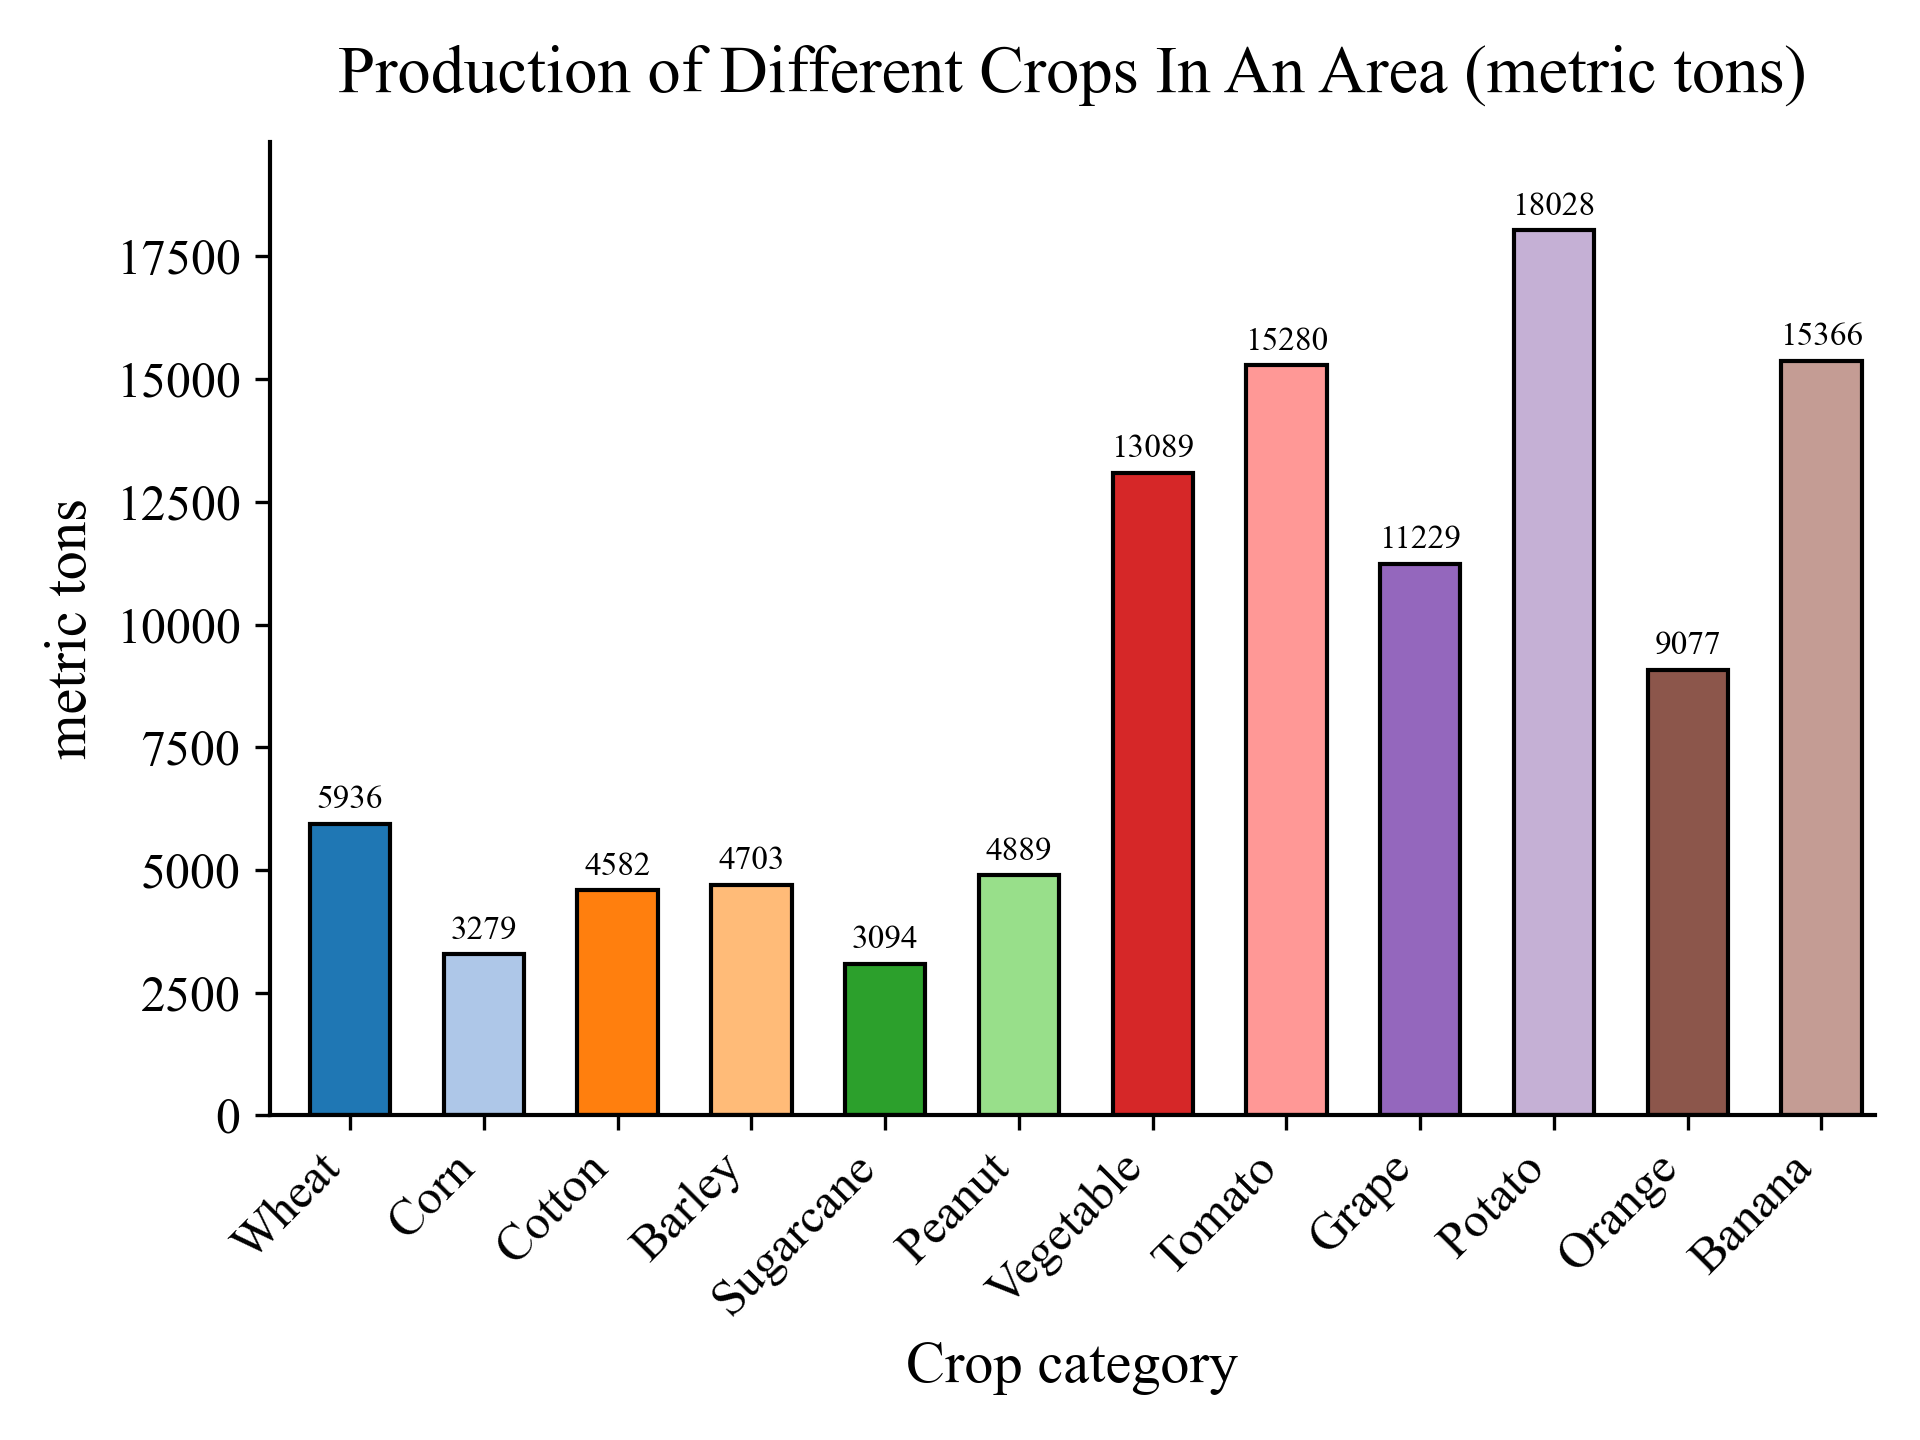 Production of Different Crops In An Area (metric tons)
metric tons
17500
15000
12500
10000
7500
5000
2500
0
5936
3279
4582
4703
3094
4889
13089
15280
11229
18028
9077
15366
Wheat
Corn
Cotton
Barley
Sugarcane
Peanut
Vegetable
Tomato
Grape
Potato
Orange
Banana
Crop category